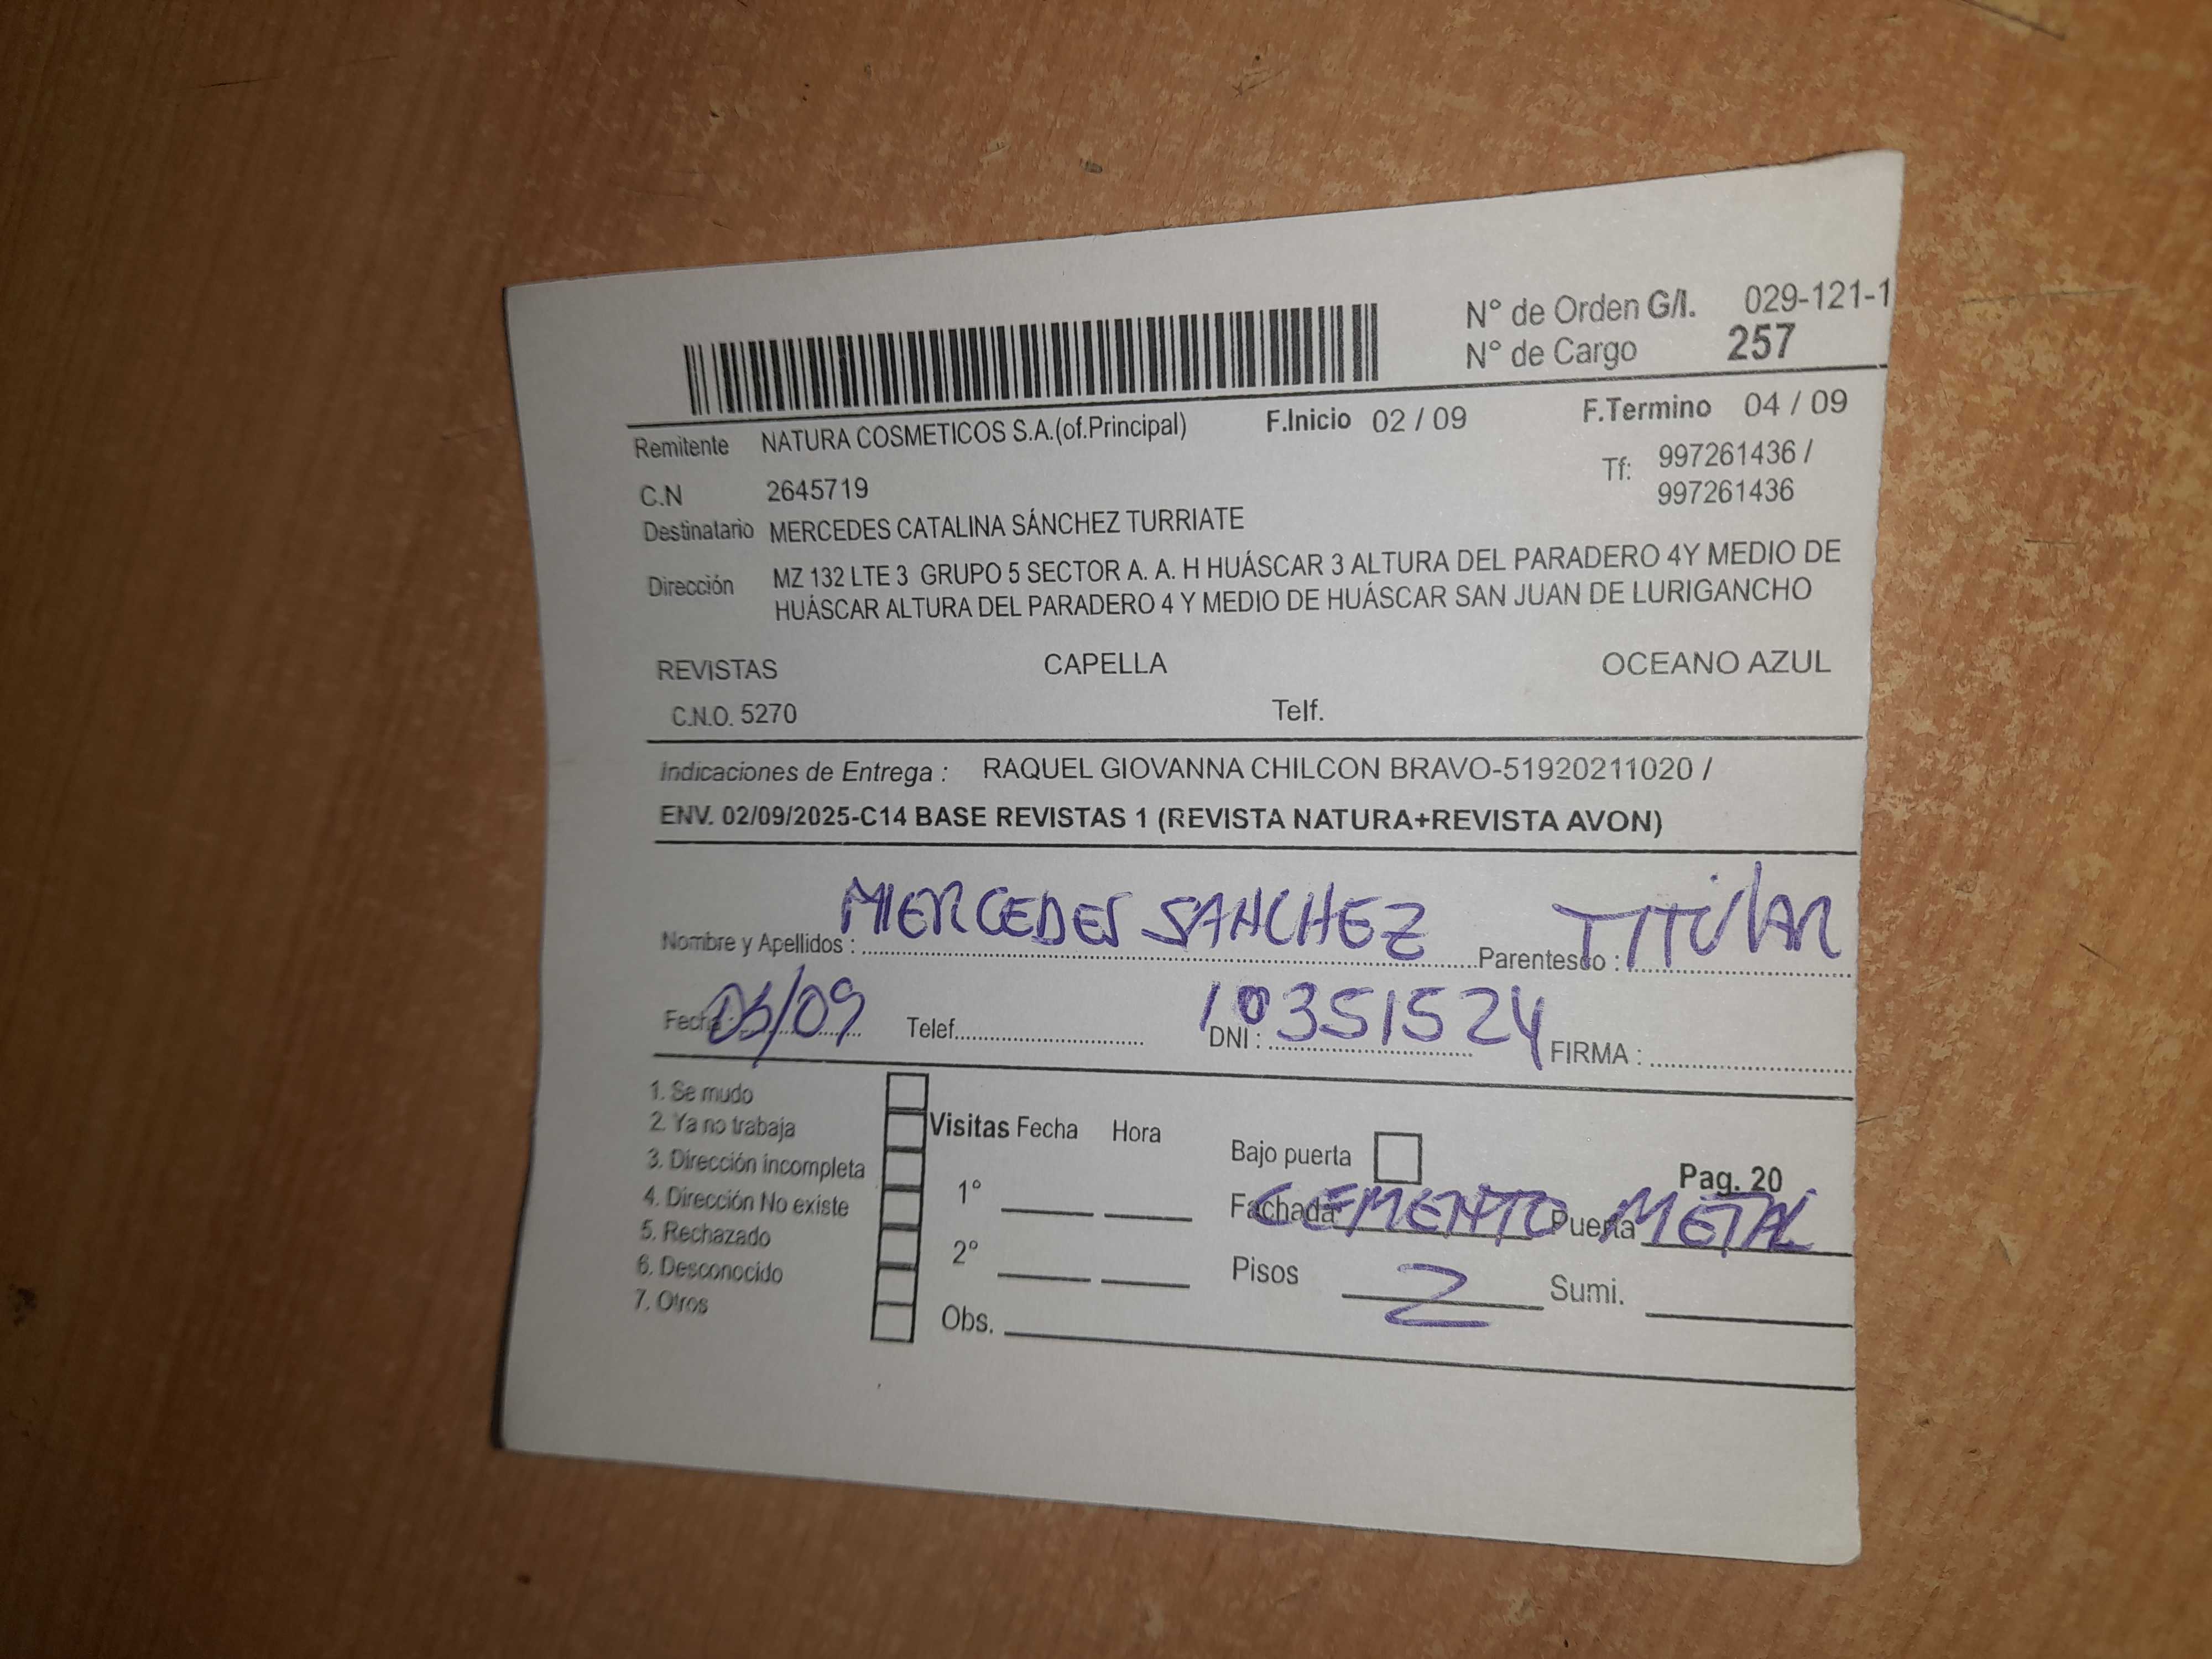 N° de Orden G/I. 029-121-1
N° de Cargo 257
Remitente NATURA COSMETICOS S.A.(of.Principal) F.Inicio 02 / 09 F.Termino 04 / 09
C.N 2645719 Tf: 997261436 /
997261436
Destinatario MERCEDES CATALINA SÁNCHEZ TURRIATE
Dirección MZ 132 LTE 3 GRUPO 5 SECTOR A. A. H HUÁSCAR 3 ALTURA DEL PARADERO 4Y MEDIO DE
HUÁSCAR ALTURA DEL PARADERO 4 Y MEDIO DE HUÁSCAR SAN JUAN DE LURIGANCHO
REVISTAS CAPELLA OCEANO AZUL
C.N.O. 5270 Telf.
Indicaciones de Entrega : RAQUEL GIOVANNA CHILCON BRAVO-51920211020 /
ENV. 02/09/2025-C14 BASE REVISTAS 1 (REVISTA NATURA+REVISTA AVON)
Nombre y Apellidos : MERCEDES SANCHEZ Parentesco : TITULAR
Fecha : /09 Telef. DNI : 10351524 FIRMA :
1. Se mudo
2. Ya no trabaja
3. Dirección incompleta
4. Dirección No existe
5. Rechazado
6. Desconocido
7. Otros
Visitas Fecha Hora
1°
2°
Obs.
Bajo puerta Pag. 20
Fachada CEMENTO Puerta METAL
Pisos 2 Sumi.